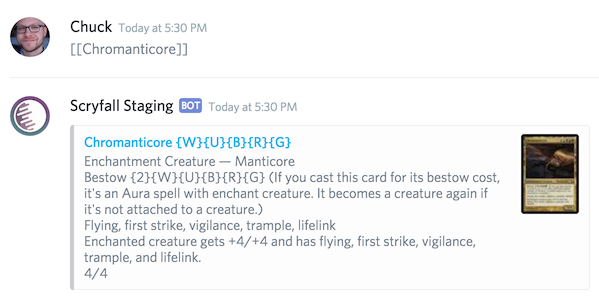 Chuck Today at 5:30 PM
[[Chromanticore]]
Scryfall Staging BOT Today at 5:30 PM
Chromanticore {W}{U}{B}{R}{G}
Enchantment Creature — Manticore
Bestow {2}{W}{U}{B}{R}{G} (If you cast this card for its bestow cost,
it's an Aura spell with enchant creature. It becomes a creature again if
it's not attached to a creature.)
Flying, first strike, vigilance, trample, lifelink
Enchanted creature gets +4/+4 and has flying, first strike, vigilance,
trample, and lifelink.
4/4